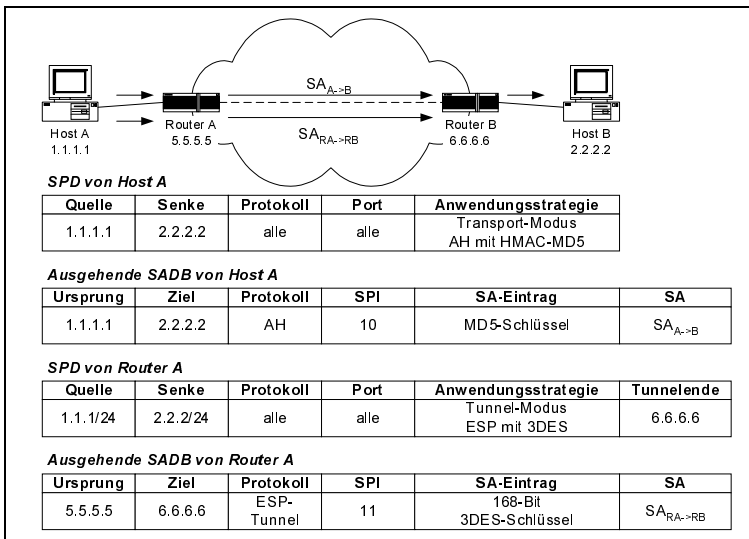 SA A->B
Host A
1.1.1.1
Router A
5.5.5.5
SA RA->RB
Router B
6.6.6.6
Host B
2.2.2.2
SPD von Host A
Quelle Senke Protokoll Port Anwendungsstrategie
1.1.1.1 2.2.2.2 alle alle Transport-Modus
AH mit HMAC-MD5
Ausgehende SADB von Host A
Ursprung Ziel Protokoll SPI SA-Eintrag SA
1.1.1.1 2.2.2.2 AH 10 MD5-Schlüssel SA A->B
SPD von Router A
Quelle Senke Protokoll Port Anwendungsstrategie Tunnelende
1.1.1/24 2.2.2/24 alle alle Tunnel-Modus 6.6.6.6
ESP mit 3DES
Ausgehende SADB von Router A
Ursprung Ziel Protokoll SPI SA-Eintrag SA
5.5.5.5 6.6.6.6 ESP- 11 168-Bit SA RA->RB
Tunnel 3DES-Schlüssel